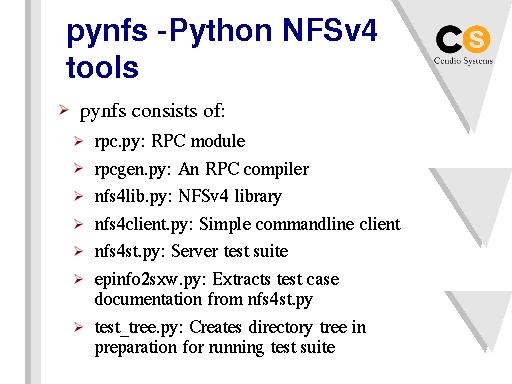 pynfs -Python NFSv4
tools
CS
Cendio Systems
pynfs consists of:
rpc.py: RPC module
rpcgen.py: An RPC compiler
nfs4lib.py: NFSv4 library
nfs4client.py: Simple commandline client
nfs4st.py: Server test suite
epinfo2sxw.py: Extracts test case
documentation from nfs4st.py
test_tree.py: Creates directory tree in
preparation for running test suite